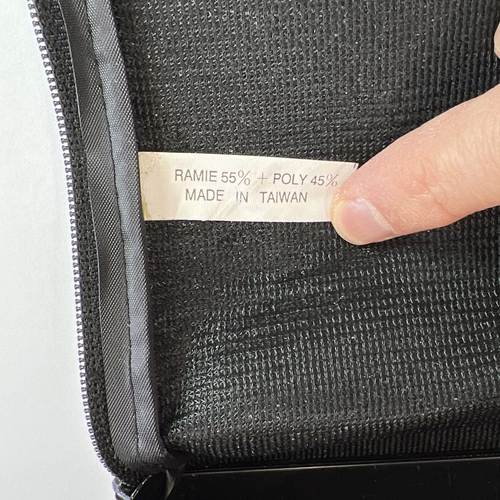 RAMIE 55% + POLY 45%
MADE IN TAIWAN